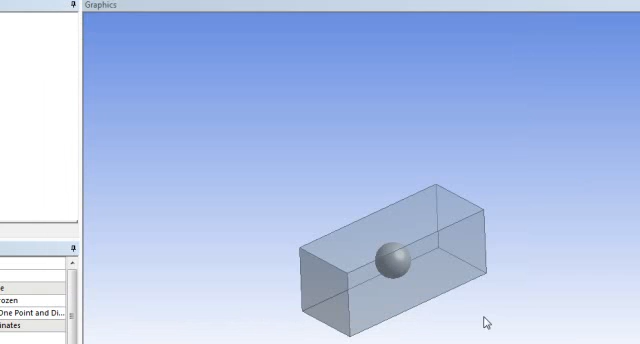 Graphics
e
rozen
One Point and Di...
inates